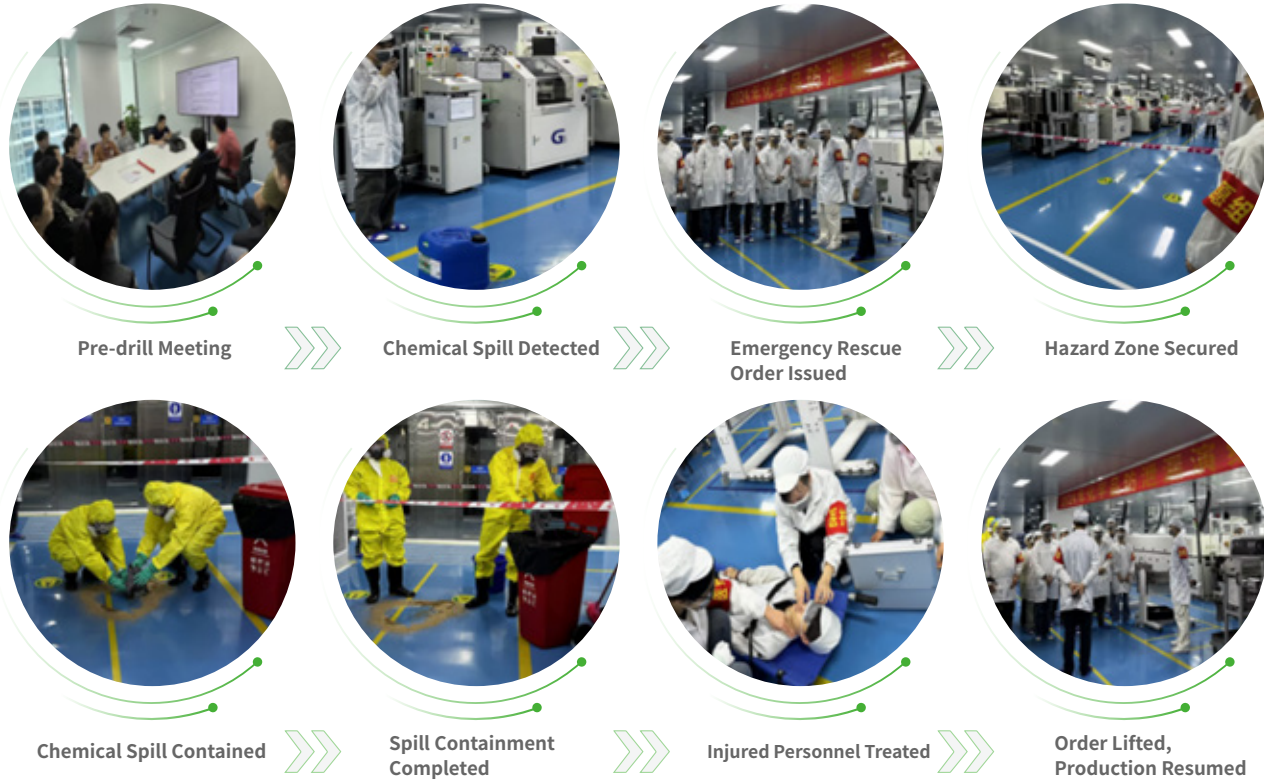 G
Pre-drill Meeting
Chemical Spill Detected
Emergency Rescue
Order Issued
Hazard Zone Secured
Chemical Spill Contained
Spill Containment
Completed
Injured Personnel Treated
Order Lifted,
Production Resumed